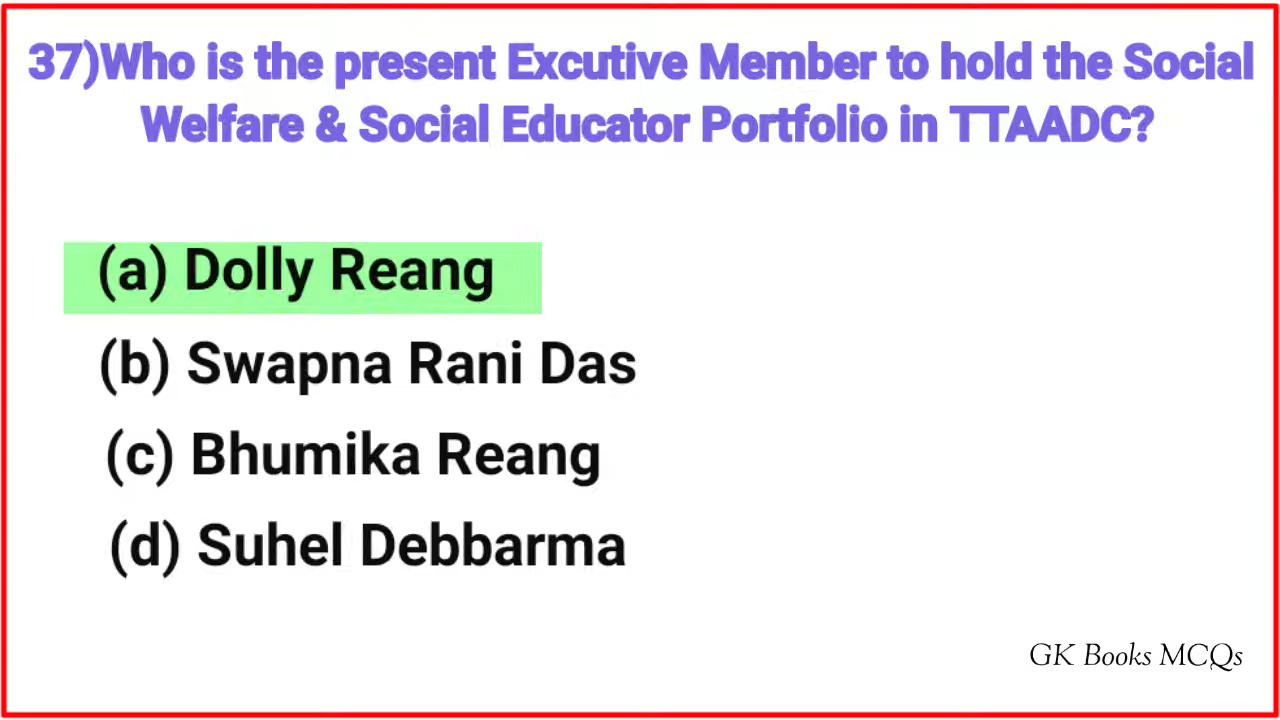 37)Who is the present Excutive Member to hold the Social
Welfare & Social Educator Portfolio in TTAADC?
(a) Dolly Reang
(b) Swapna Rani Das
(c) Bhumika Reang
(d) Suhel Debbarma
GK Books MCQs